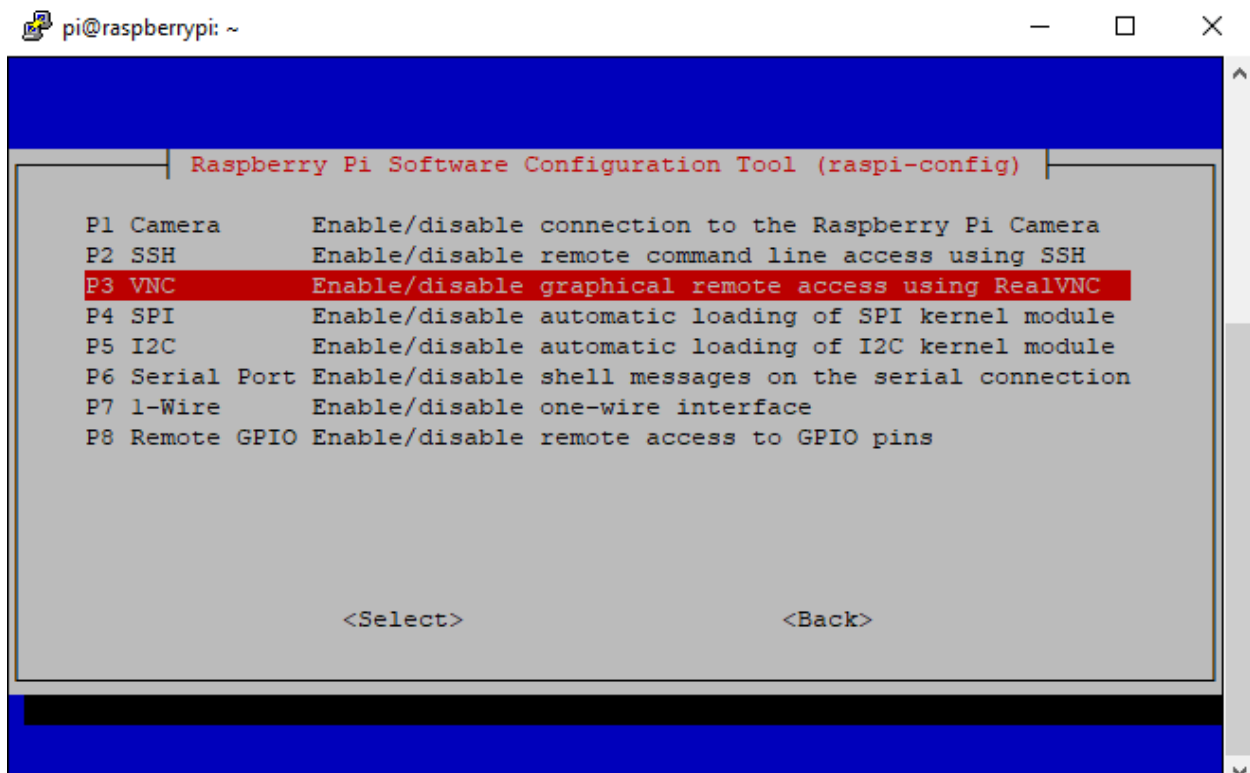 pi@raspberrypi: ~
Raspberry Pi Software Configuration Tool (raspi-config)
P1 Camera Enable/disable connection to the Raspberry Pi Camera
P2 SSH Enable/disable remote command line access using SSH
P3 VNC Enable/disable graphical remote access using RealVNC
P4 SPI Enable/disable automatic loading of SPI kernel module
P5 I2C Enable/disable automatic loading of I2C kernel module
P6 Serial Port Enable/disable shell messages on the serial connection
P7 1-Wire Enable/disable one-wire interface
P8 Remote GPIO Enable/disable remote access to GPIO pins
<Select> <Back>